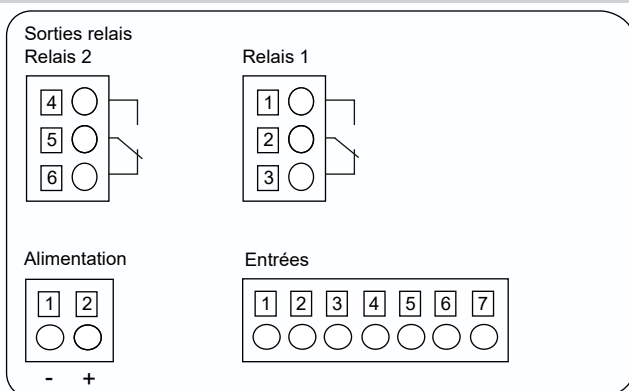 Sorties relais
Relais 2
Relais 1
4
5
6
1
2
3
Alimentation
Entrées
1 2
1 2 3 4 5 6 7
- +